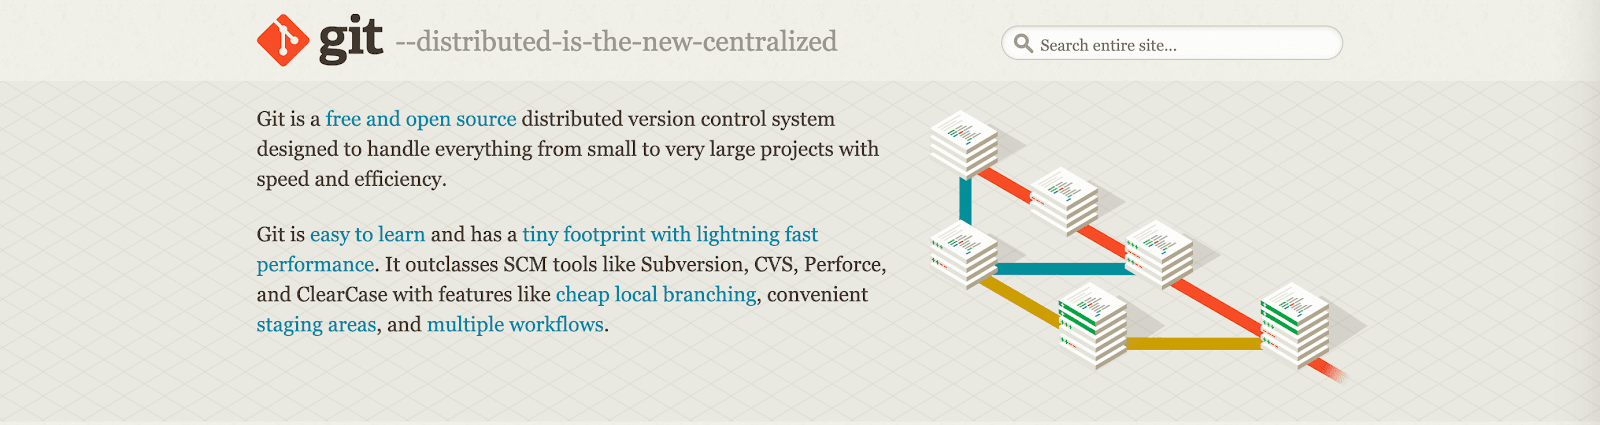 git --distributed-is-the-new-centralized
Search entire site...
Git is a free and open source distributed version control system
designed to handle everything from small to very large projects with
speed and efficiency.
Git is easy to learn and has a tiny footprint with lightning fast
performance. It outclasses SCM tools like Subversion, CVS, Perforce,
and ClearCase with features like cheap local branching, convenient
staging areas, and multiple workflows.